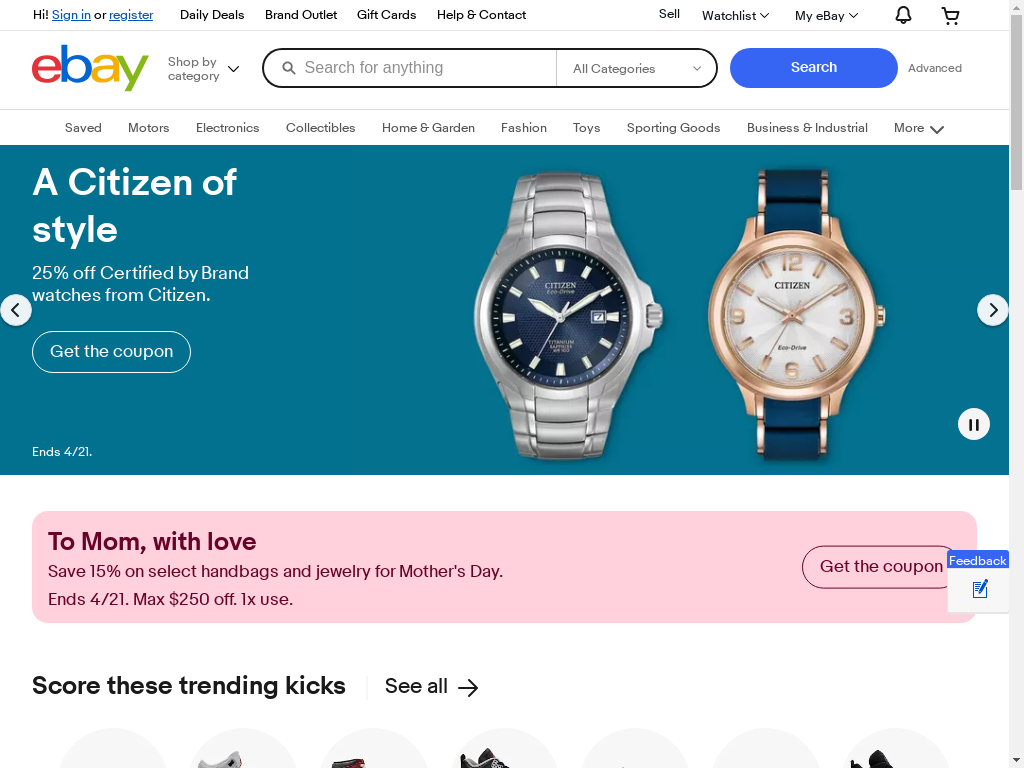 Hi! Sign in or register
Daily Deals
Brand Outlet
Gift Cards
Help & Contact
Sell
Watchlist
My eBay
ebay
Shop by
category
Search for anything
All Categories
Search
Advanced
Saved
Motors
Electronics
Collectibles
Home & Garden
Fashion
Toys
Sporting Goods
Business & Industrial
More
A Citizen of
style
25% off Certified by Brand
watches from Citizen.
Get the coupon
Ends 4/21.
CITIZEN
Eco-Drive
7
TITANIUM
SAPPHIRE
WR 100
12
CITIZEN
9
3
Eco-Drive
6
To Mom, with love
Save 15% on select handbags and jewelry for Mother's Day.
Ends 4/21. Max $250 off. 1x use.
Get the coupon
Feedback
Score these trending kicks
See all